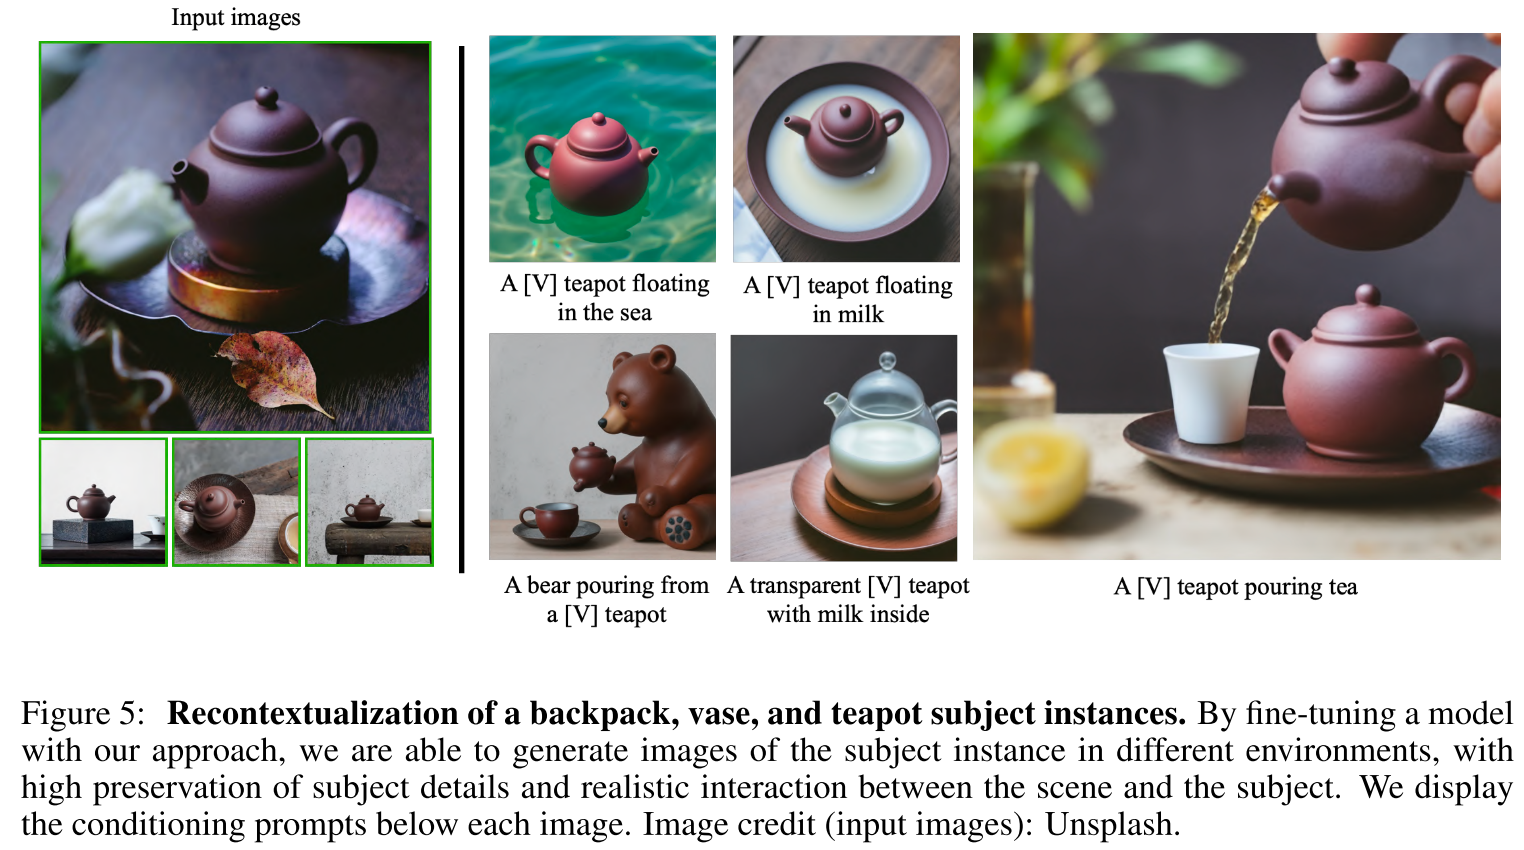 Input images
A [V] teapot floating
in the sea
A [V] teapot floating
in milk
A bear pouring from
a [V] teapot
A transparent [V] teapot
with milk inside
A [V] teapot pouring tea
Figure 5: Recontextualization of a backpack, vase, and teapot subject instances. By fine-tuning a model
with our approach, we are able to generate images of the subject instance in different environments, with
high preservation of subject details and realistic interaction between the scene and the subject. We display
the conditioning prompts below each image. Image credit (input images): Unsplash.